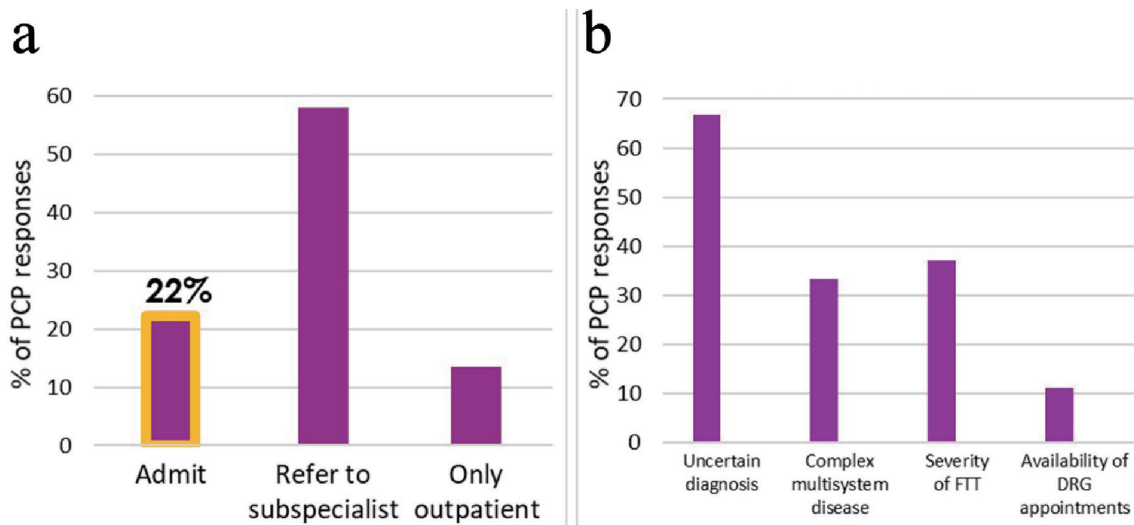 a
% of PCP responses
60
50
40
30
20
10
0
22%
Admit
Refer to
subspecialist
Only
outpatient
b
% of PCP responses
70
60
50
40
30
20
10
0
Uncertain
diagnosis
Complex
multisystem
disease
Severity
of FTT
Availability of
DRG
appointments